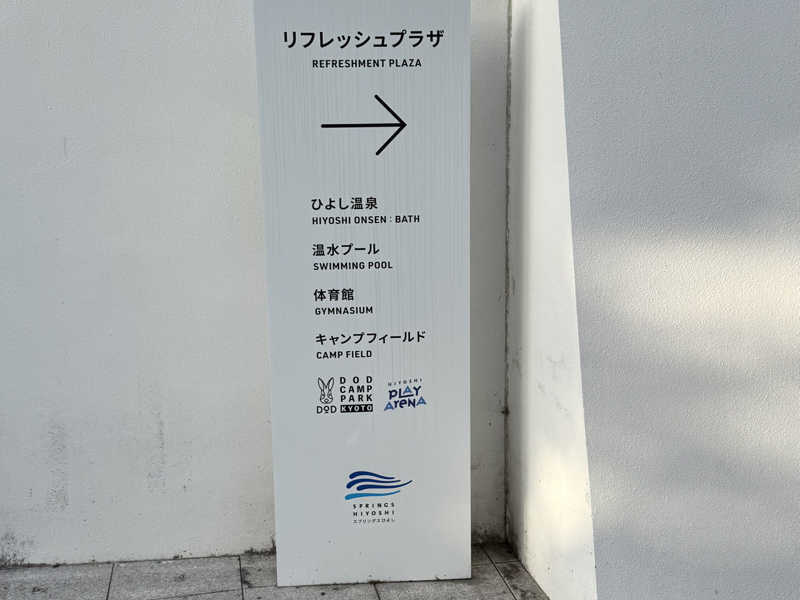 リフレッシュプラザ
REFRESHMENT PLAZA
ひよし温泉
HIYOSHI ONSEN : BATH
温水プール
SWIMMING POOL
体育館
GYMNASIUM
キャンプフィールド
CAMP FIELD
DOD
DOD
CAMP
PARK
KYOTO
HIYOSHI
PLAY
ARENA
SPRINGS
HIYOSHI
スプリングスひよし